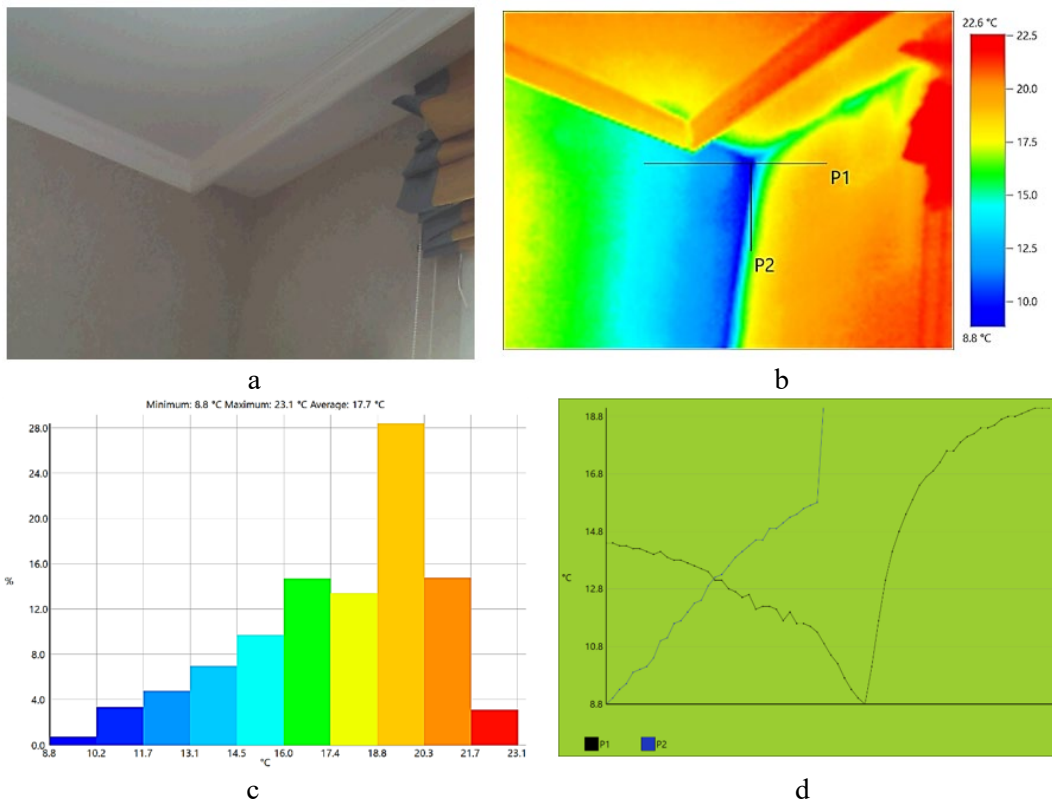 22.6 °C
22.5
20.0
17.5
15.0
12.5
10.0
8.8 °C
P1
P2
a
b
Minimum: 8.8 °C Maximum: 23.1 °C Average: 17.7 °C
28.0
24.0
20.0
16.0
12.0
8.0
4.0
0.0
%
8.8 10.2 11.7 13.1 14.5 16.0 17.4 18.8 20.3 21.7 23.1
°C
18.8
16.8
14.8
12.8
10.8
8.8
°C
P1 P2
c
d